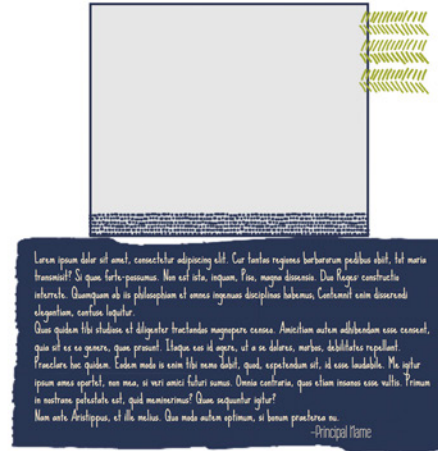 Lorem ipsum dolor sit amet, consectetur adipiscing elit. Cur tantas regiones barbarorum pedibus obiit, tot maria
transmisit? Si quae forte-possumus. Non est ista, inquam, Piso, magna dissensio. Duo Reges: constructio
interrete. Quamquam ab iis philosophiam et omnes ingenuas disciplinas habemus; Contemnit enim disserendi
elegantiam, confuse loquitur.
Quos quidem tibi studiose et diligenter tractandos magnopere censeo. Amicitiam autem adhibendam esse censent,
quia sit ex eo genere, quae prosunt. Itaque eos id agere, ut a se dolores, morbos, debilitates repellant.
Praeclare hoc quidem. Eadem modo is enim tibi nemo dabit, quod, expetendum sit, id esse laudabile. Me igitur
ipsum ames oportet, non mea, si veri amici futuri sumus. Omnia contraria, quos etiam insanos esse vultis. Primum
in nostrane potestate est, quid meminerimus? Quae sequuntur igitur?
Nam ante Aristippus, et ille melius. Quo modo autem optimum, si bonum praeterea nu.
-Principal Name